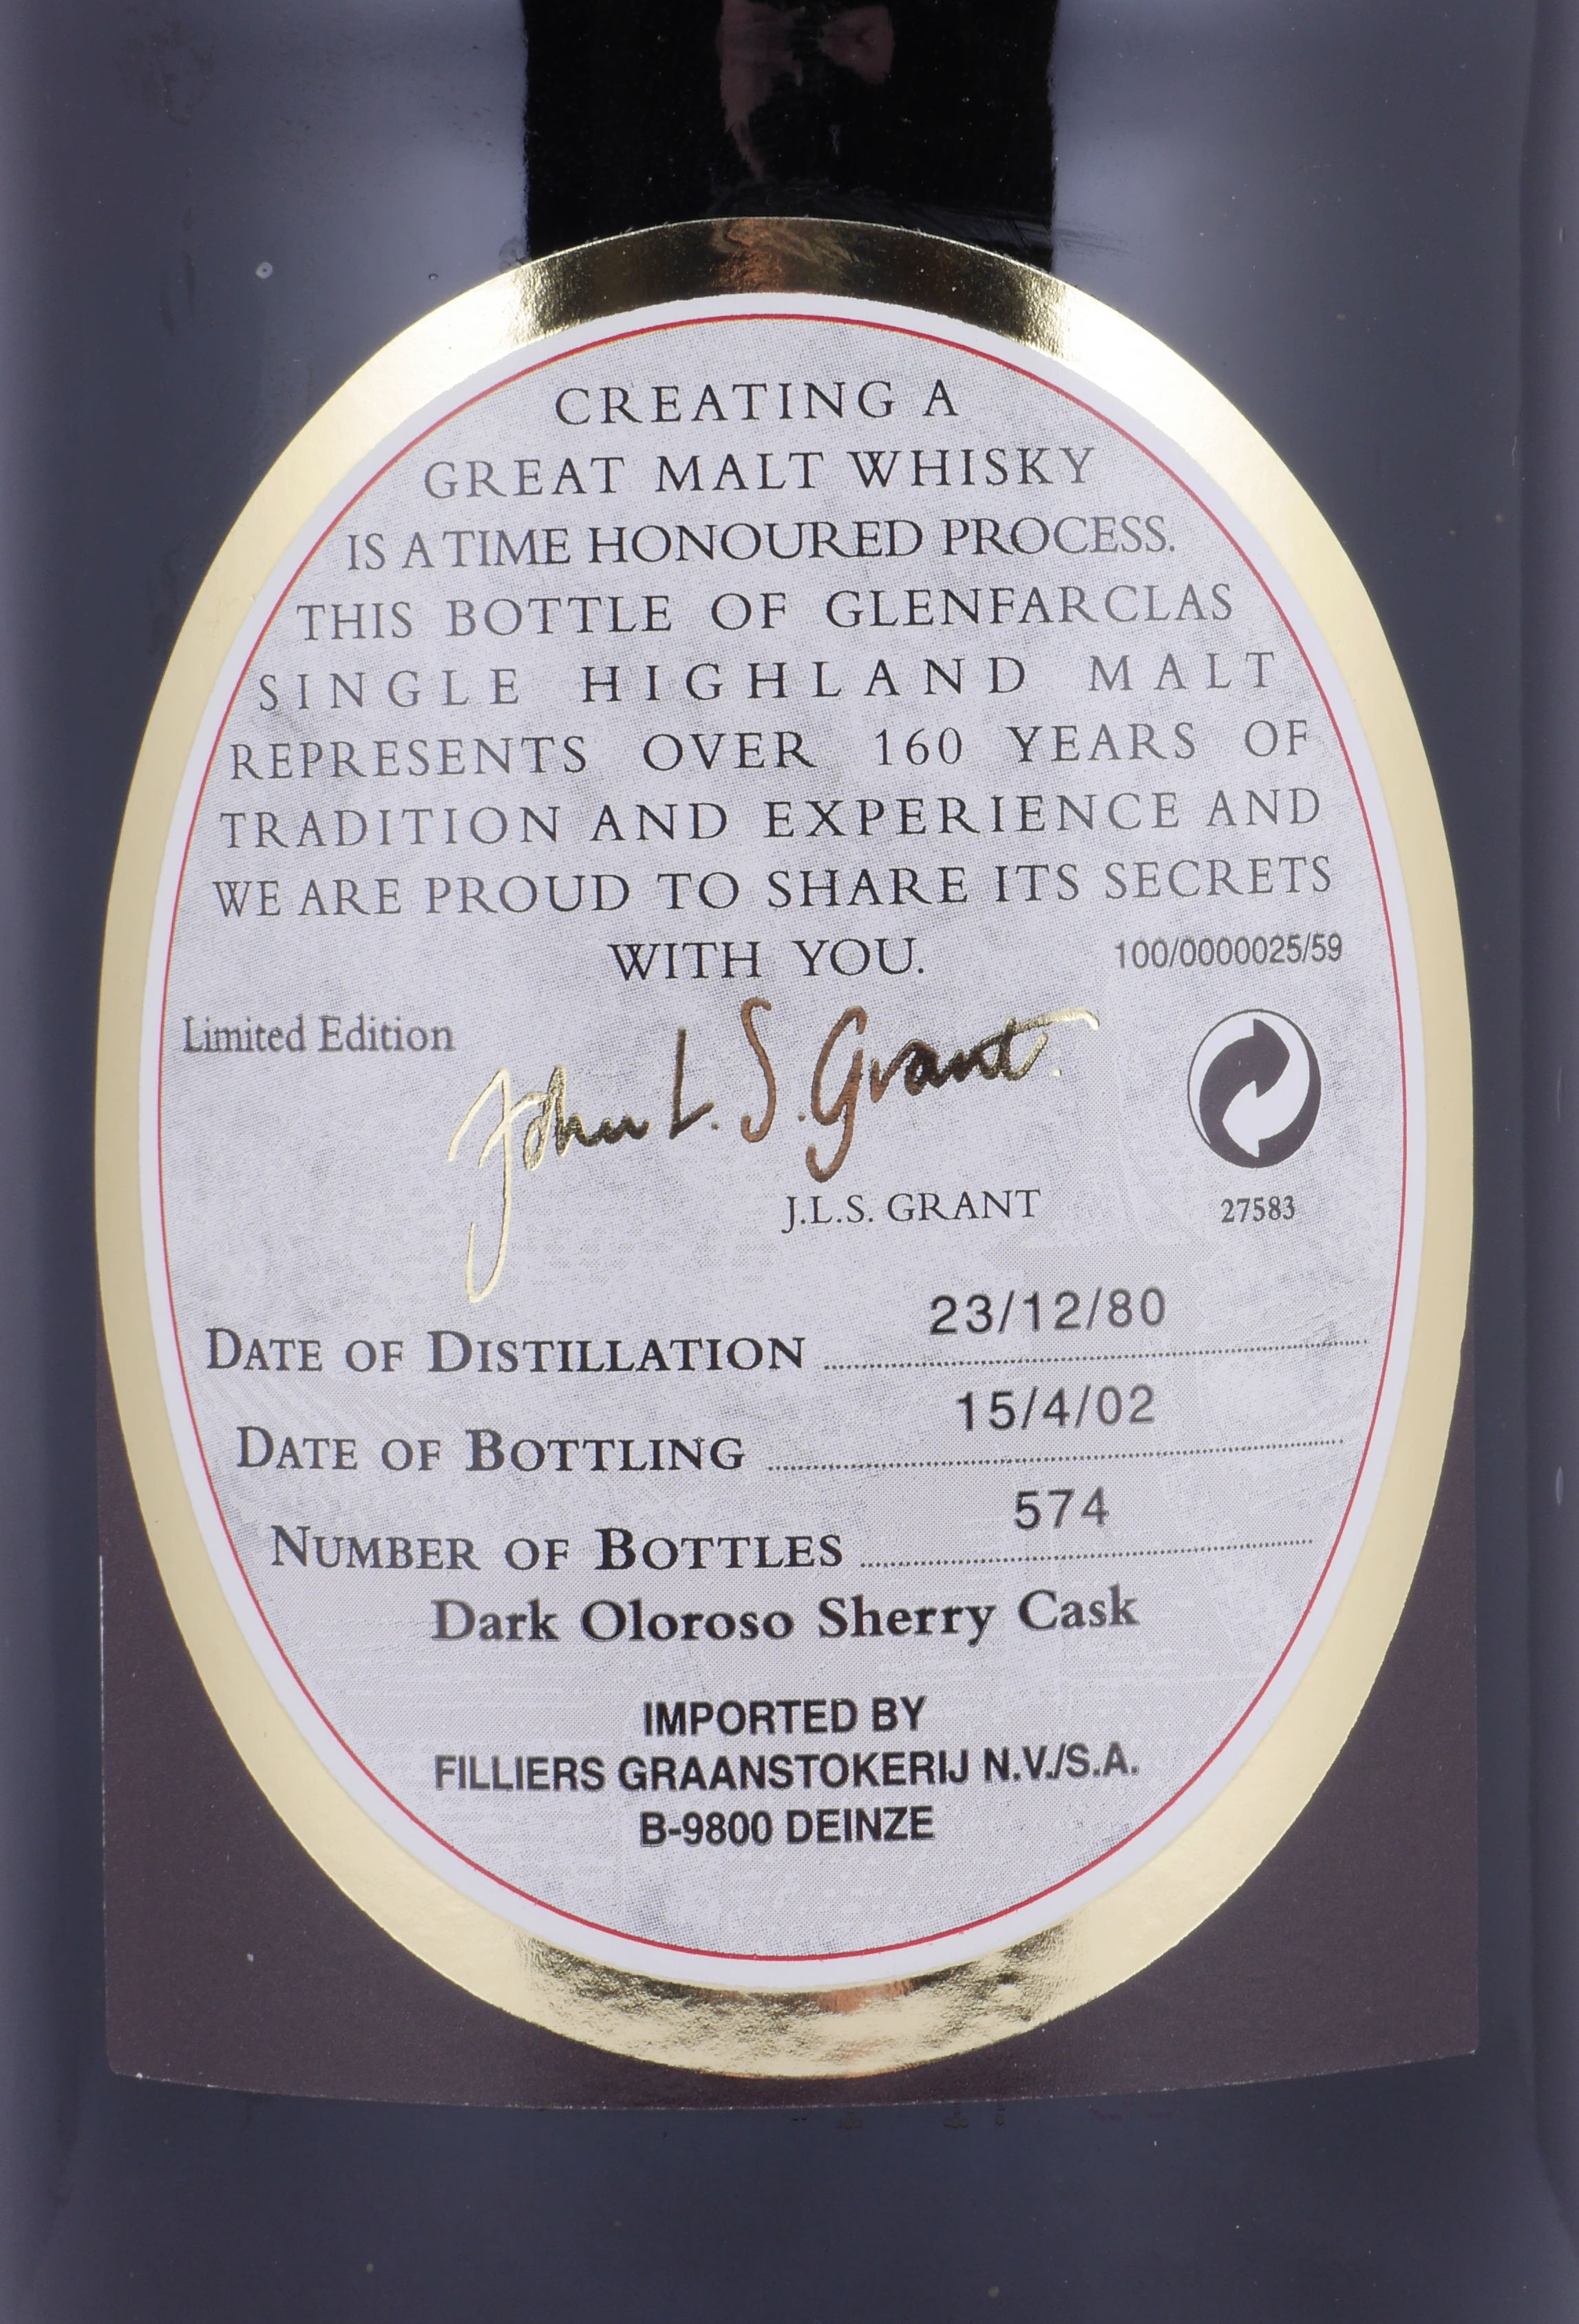 CREATING A
GREAT MALT WHISKY
IS A TIME HONOURED PROCESS.
THIS BOTTLE OF GLENFARCLAS
SINGLE HIGHLAND MALT
REPRESENTS OVER 160 YEARS OF
TRADITION AND EXPERIENCE AND
WE ARE PROUD TO SHARE ITS SECRETS
WITH YOU.
100/0000025/59
Limited Edition
John L. S. Grant.
J.L.S. GRANT
27583
DATE OF DISTILLATION 23/12/80
DATE OF BOTTLING 15/4/02
NUMBER OF BOTTLES 574
Dark Oloroso Sherry Cask
IMPORTED BY
FILLIERS GRAANSTOKERIJ N.V./S.A.
B-9800 DEINZE